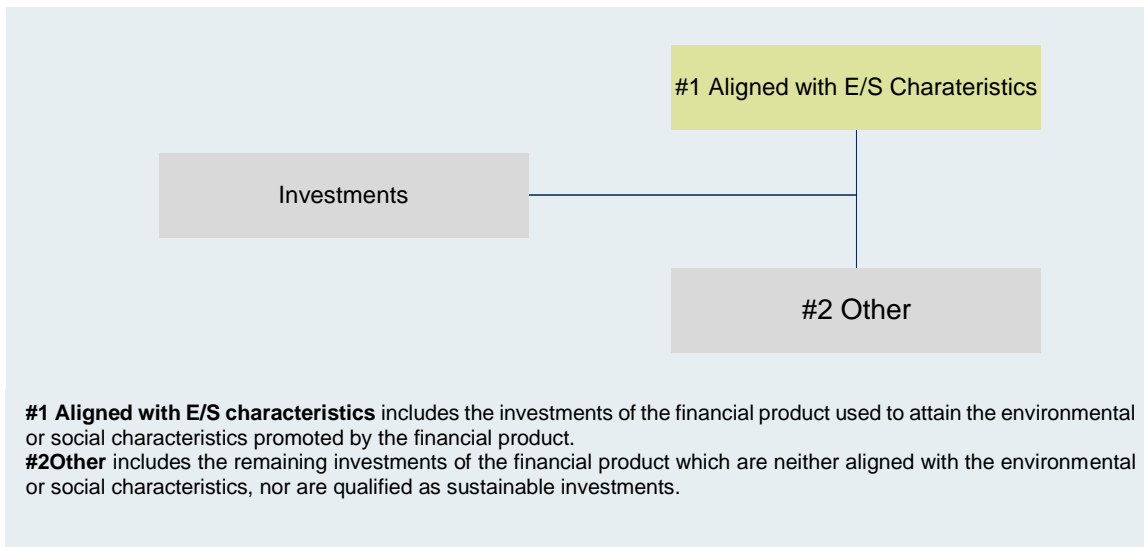 #1 Aligned with E/S Charateristics
Investments
#2 Other
#1 Aligned with E/S characteristics includes the investments of the financial product used to attain the environmental
or social characteristics promoted by the financial product.
#2Other includes the remaining investments of the financial product which are neither aligned with the environmental
or social characteristics, nor are qualified as sustainable investments.